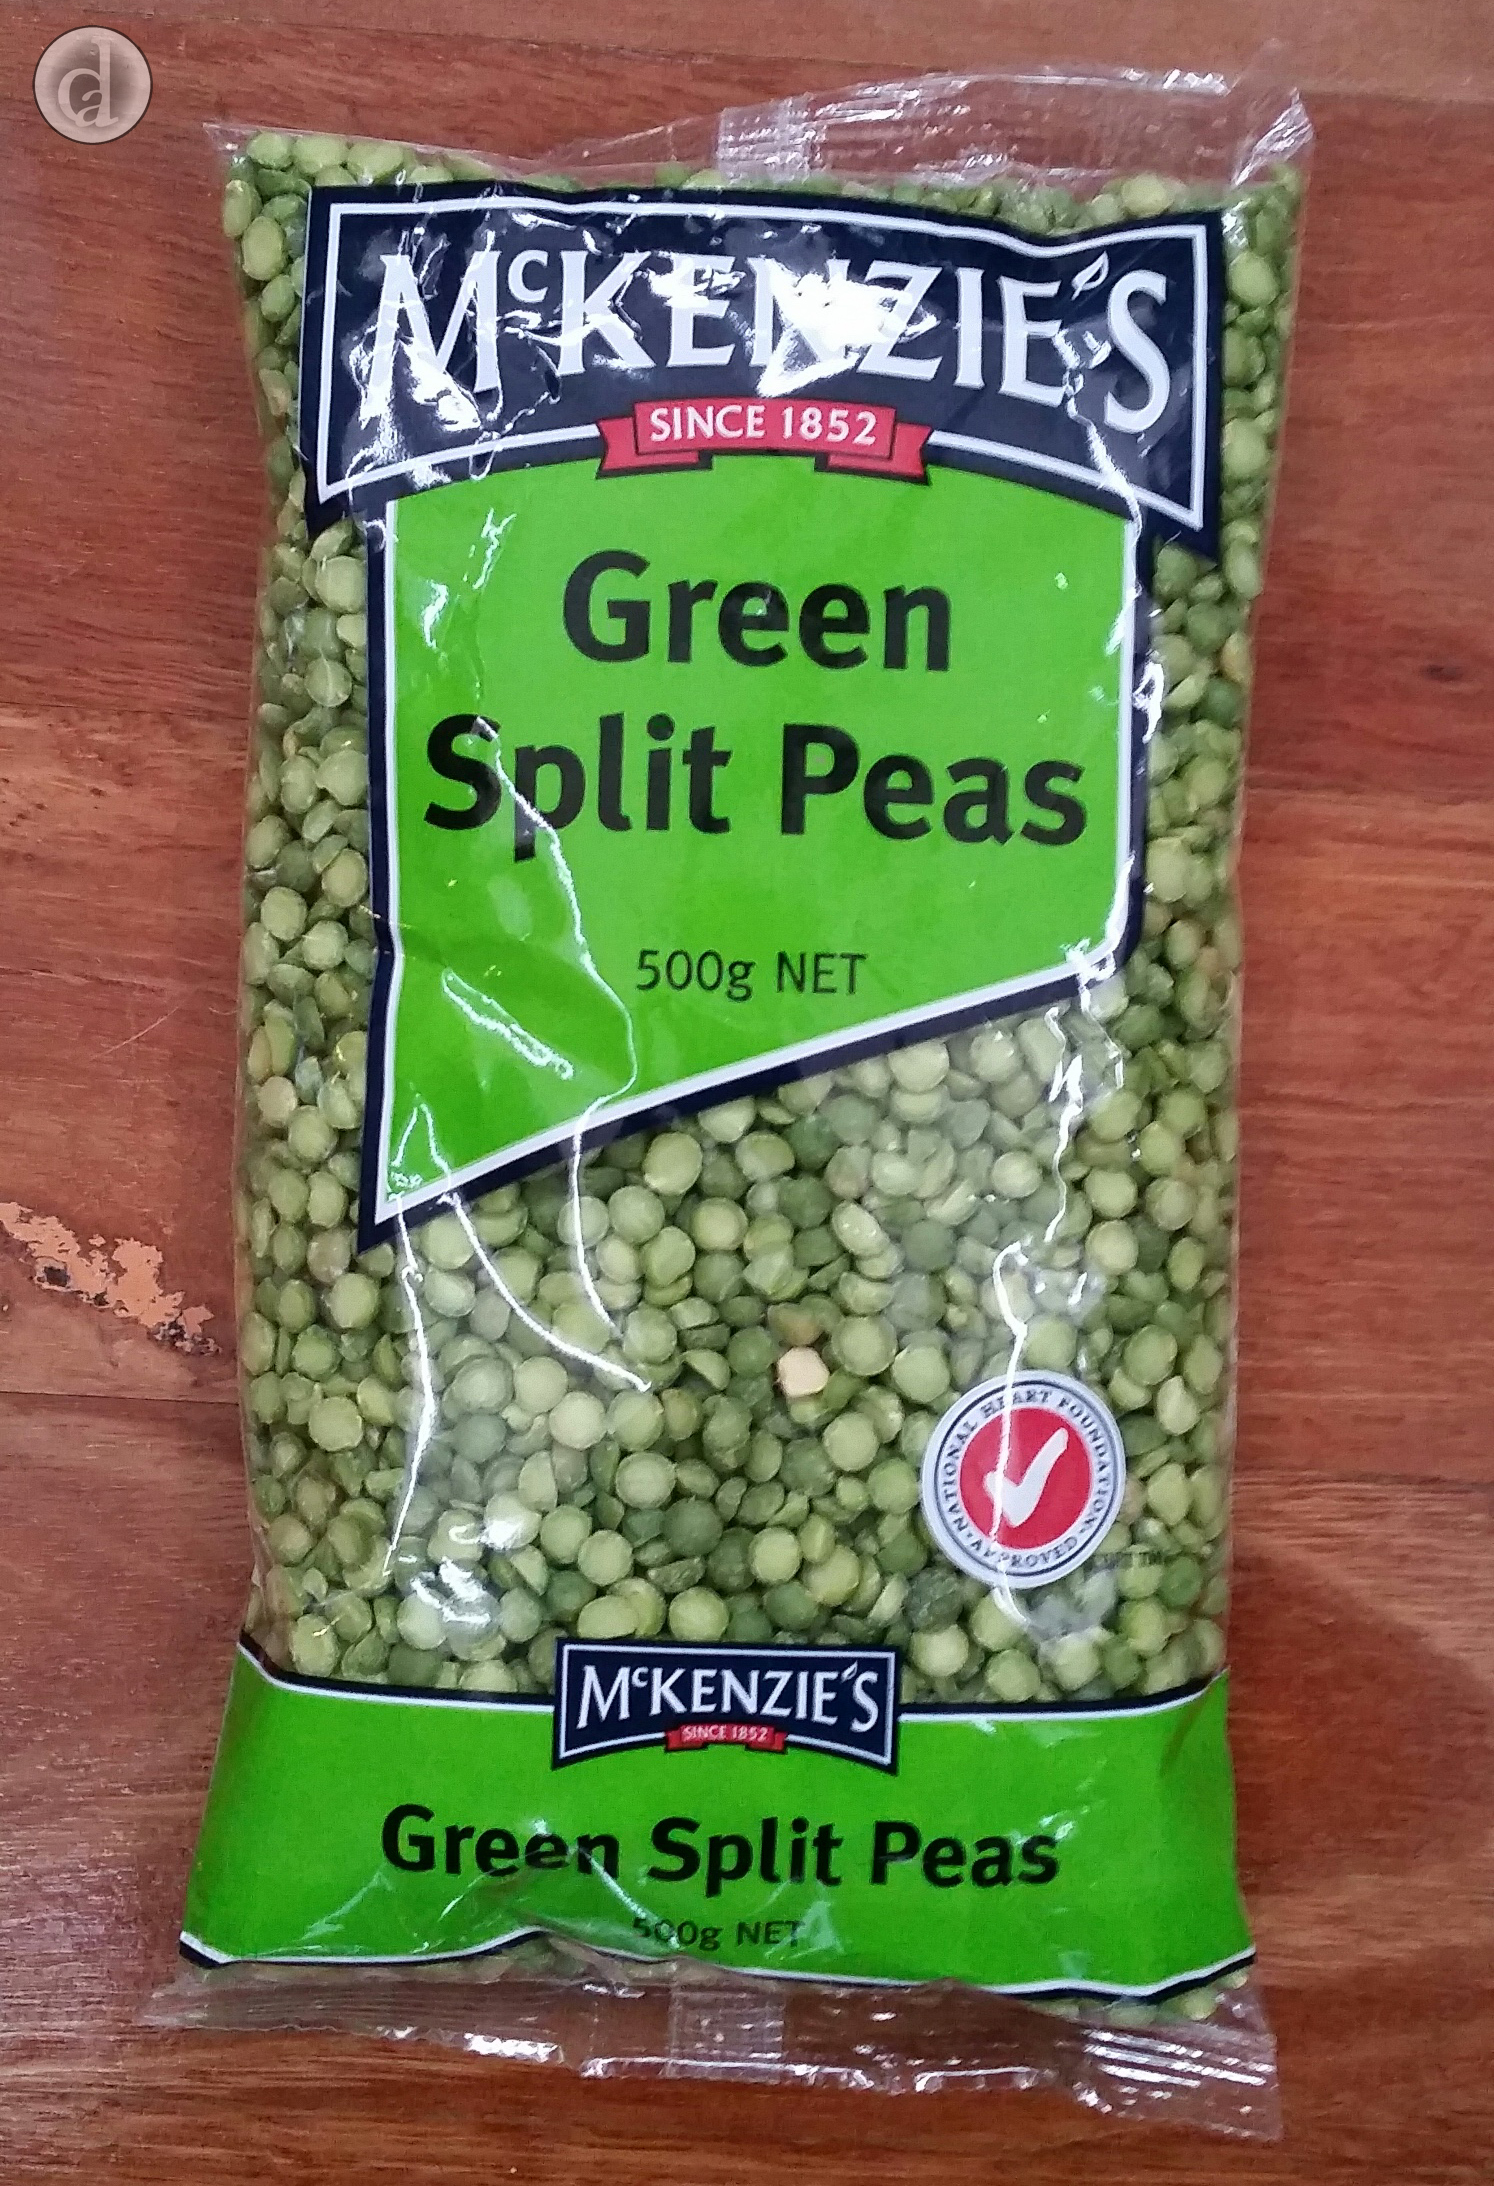 da
McKENZIE'S
SINCE 1852
Green
Split Peas
500g NET
NATIONAL HEART FOUNDATION
APPROVED
McKENZIE'S
SINCE 1852
Green Split Peas
500g NET